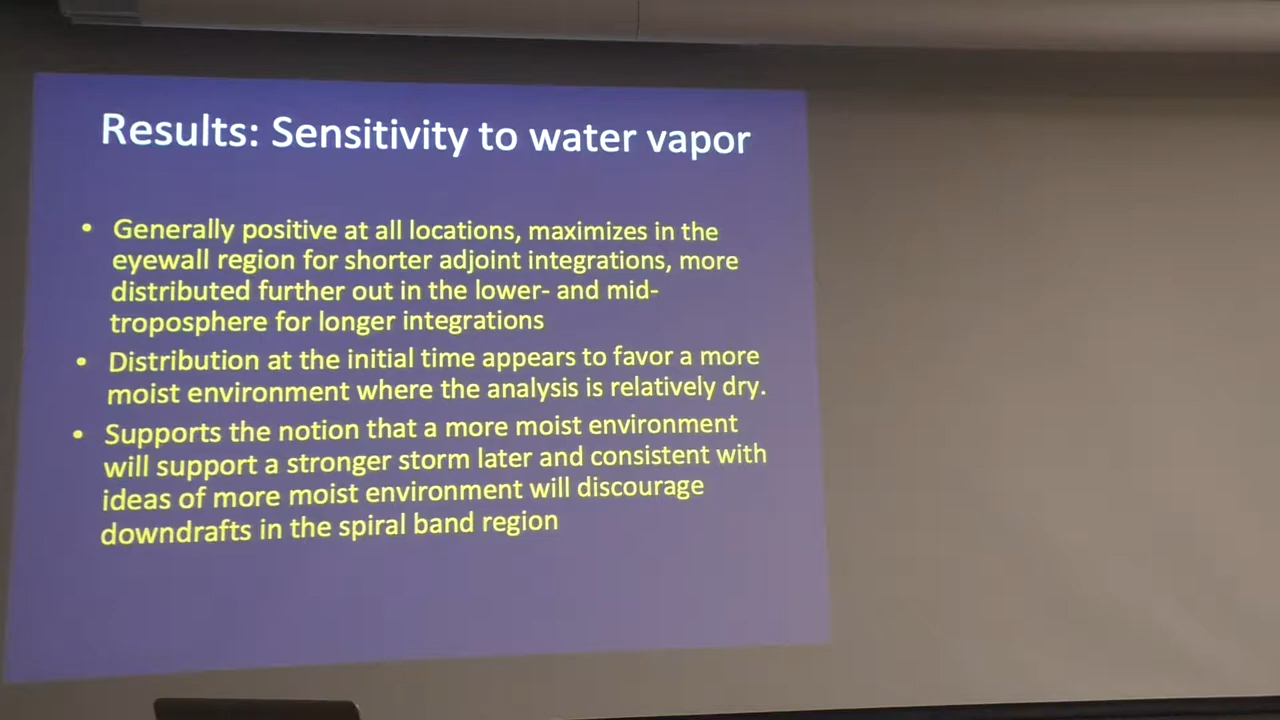 Results: Sensitivity to water vapor
• Generally positive at all locations, maximizes in the
eyewall region for shorter adjoint integrations, more
distributed further out in the lower- and mid-
troposphere for longer integrations
• Distribution at the initial time appears to favor a more
moist environment where the analysis is relatively dry.
• Supports the notion that a more moist environment
will support a stronger storm later and consistent with
ideas of more moist environment will discourage
downdrafts in the spiral band region